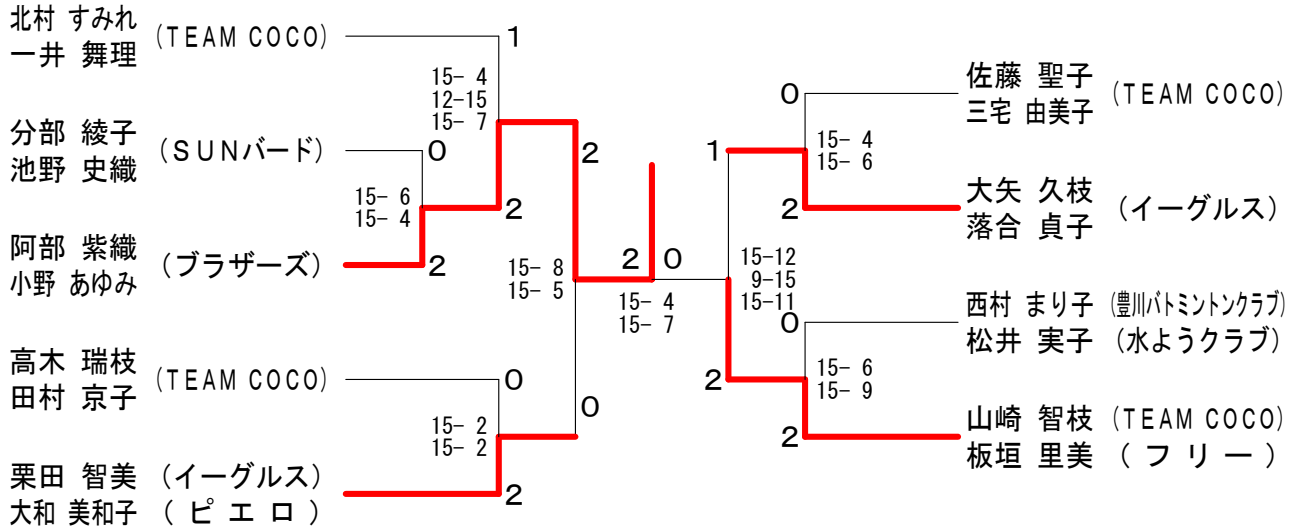 北村 すみれ
一井 舞理
(TEAM COCO)
1
15- 4
12-15
15- 7
分部 綾子
池野 史織
(SUNバード)
0
2
15- 6
15- 4
2
阿部 紫織
小野 あゆみ
(ブラザーズ)
2
15- 8
15- 5
高木 瑞枝
田村 京子
(TEAM COCO)
0
0
15- 2
15- 2
栗田 智美 (イーグルス)
大和 美和子 (ピエロ)
2
2 0
15- 4
15- 7
佐藤 聖子
三宅 由美子
(TEAM COCO)
0
15- 4
15- 6
1
大矢 久枝
落合 貞子
(イーグルス)
2
15-12
9-15
15-11
西村 まり子 (豊川バトミントンクラブ)
松井 実子 (水ようクラブ)
0
15- 6
15- 9
2
山崎 智枝 (TEAM COCO)
板垣 里美 (フリー)
2